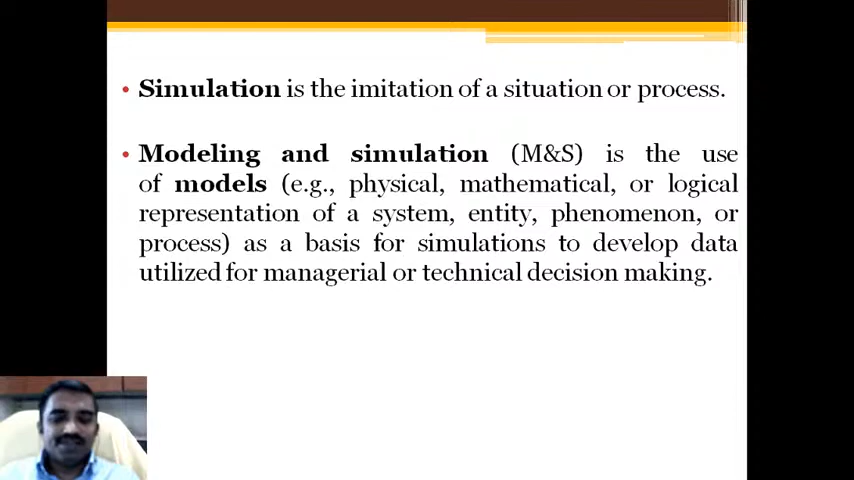 • Simulation is the imitation of a situation or process.
• Modeling and simulation (M&S) is the use
of models (e.g., physical, mathematical, or logical
representation of a system, entity, phenomenon, or
process) as a basis for simulations to develop data
utilized for managerial or technical decision making.